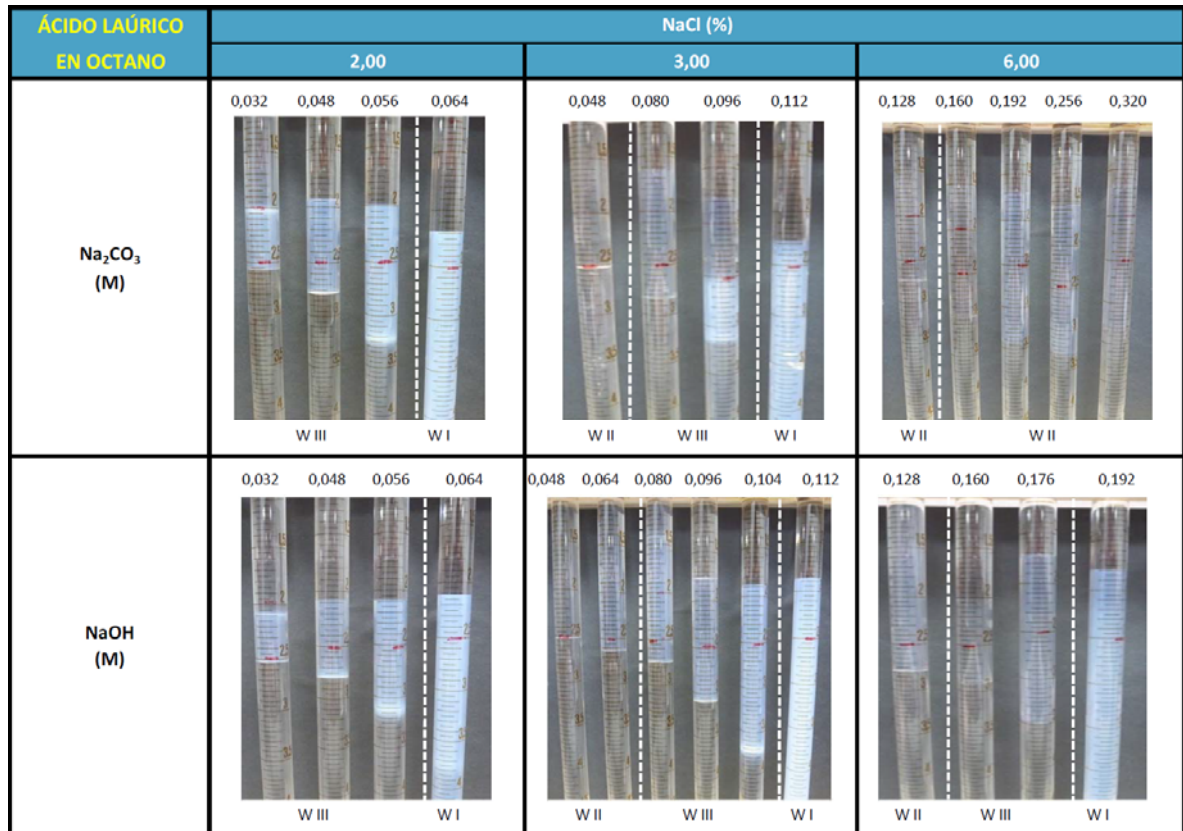 ÁCIDO LAÚRICO
EN OCTANO
NaCl (%)
2,00 3,00 6,00
Na₂CO₃
(M)
0,032 0,048 0,056 0,064
W III W I
0,048 0,080 0,096 0,112
W II W III W I
0,128 0,160 0,192 0,256 0,320
W II W II
NaOH
(M)
0,032 0,048 0,056 0,064
W III W I
0,048 0,064 0,080 0,096 0,104 0,112
W II W III W I
0,128 0,160 0,176 0,192
W II W III W I